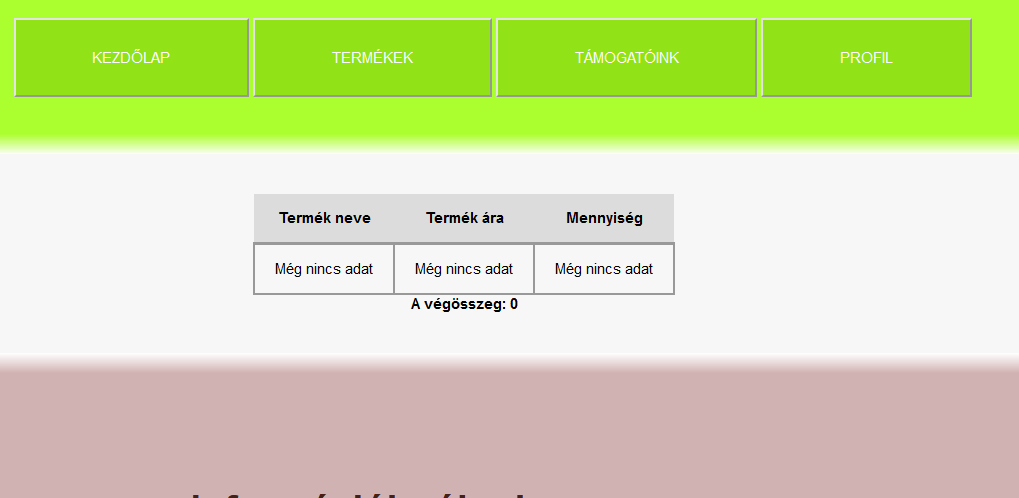 KEZDŐLAP TERMÉKEK TÁMOGATÓINK PROFIL
Termék neve Termék ára Mennyiség
Még nincs adat Még nincs adat Még nincs adat
A végösszeg: 0